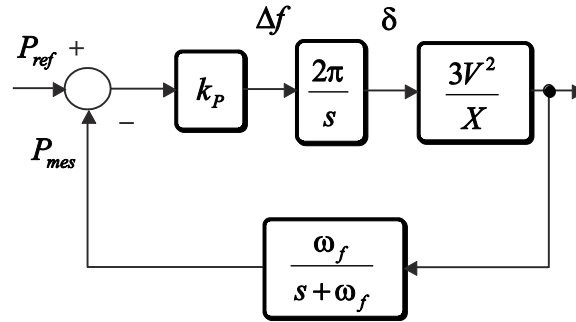 Δf δ
P_ref +
k_P
2π
s
3V²
X
−
P_mes
ω_f
s + ω_f